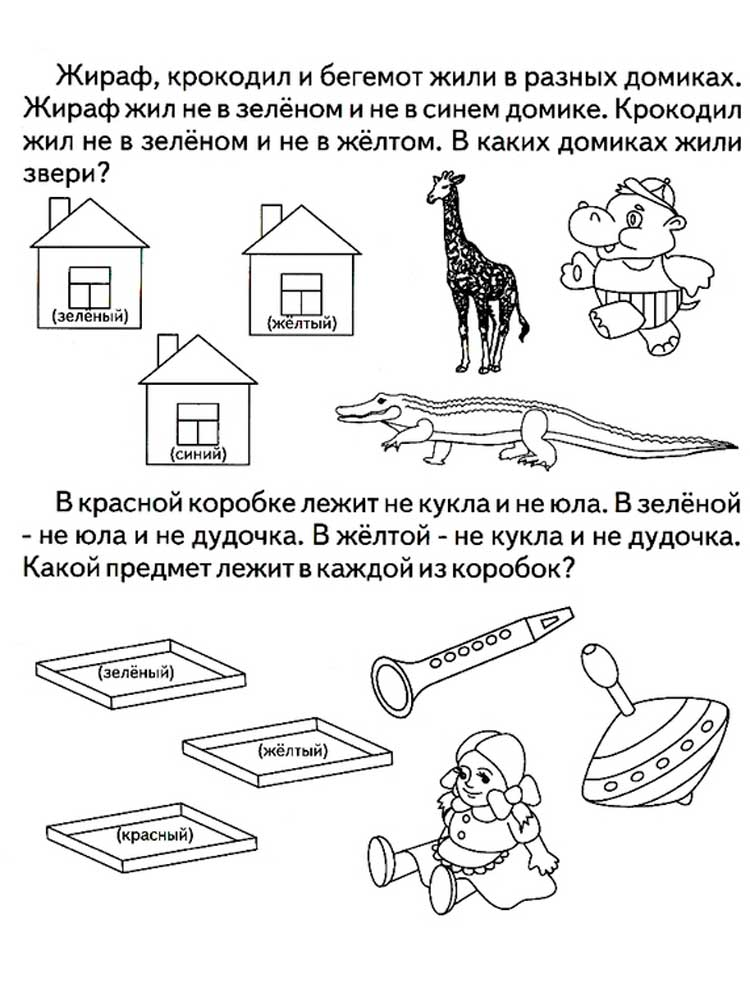 Жираф, крокодил и бегемот жили в разных домиках.
Жираф жил не в зелёном и не в синем домике. Крокодил
жил не в зелёном и не в жёлтом. В каких домиках жили
звери?
(зелёный)
(жёлтый)
(синий)
В красной коробке лежит не кукла и не юла. В зелёной
- не юла и не дудочка. В жёлтой - не кукла и не дудочка.
Какой предмет лежит в каждой из коробок?
(зелёный)
(жёлтый)
(красный)